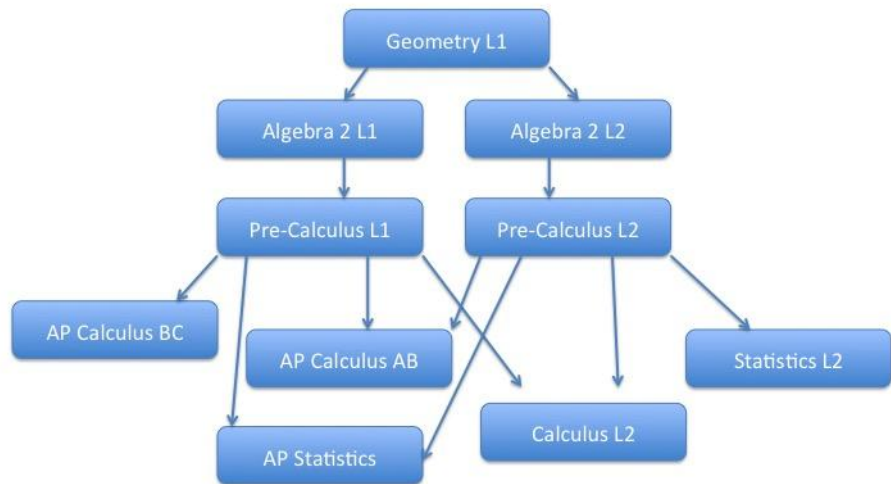 Geometry L1
Algebra 2 L1
Algebra 2 L2
Pre-Calculus L1
Pre-Calculus L2
AP Calculus BC
AP Calculus AB
Statistics L2
Calculus L2
AP Statistics